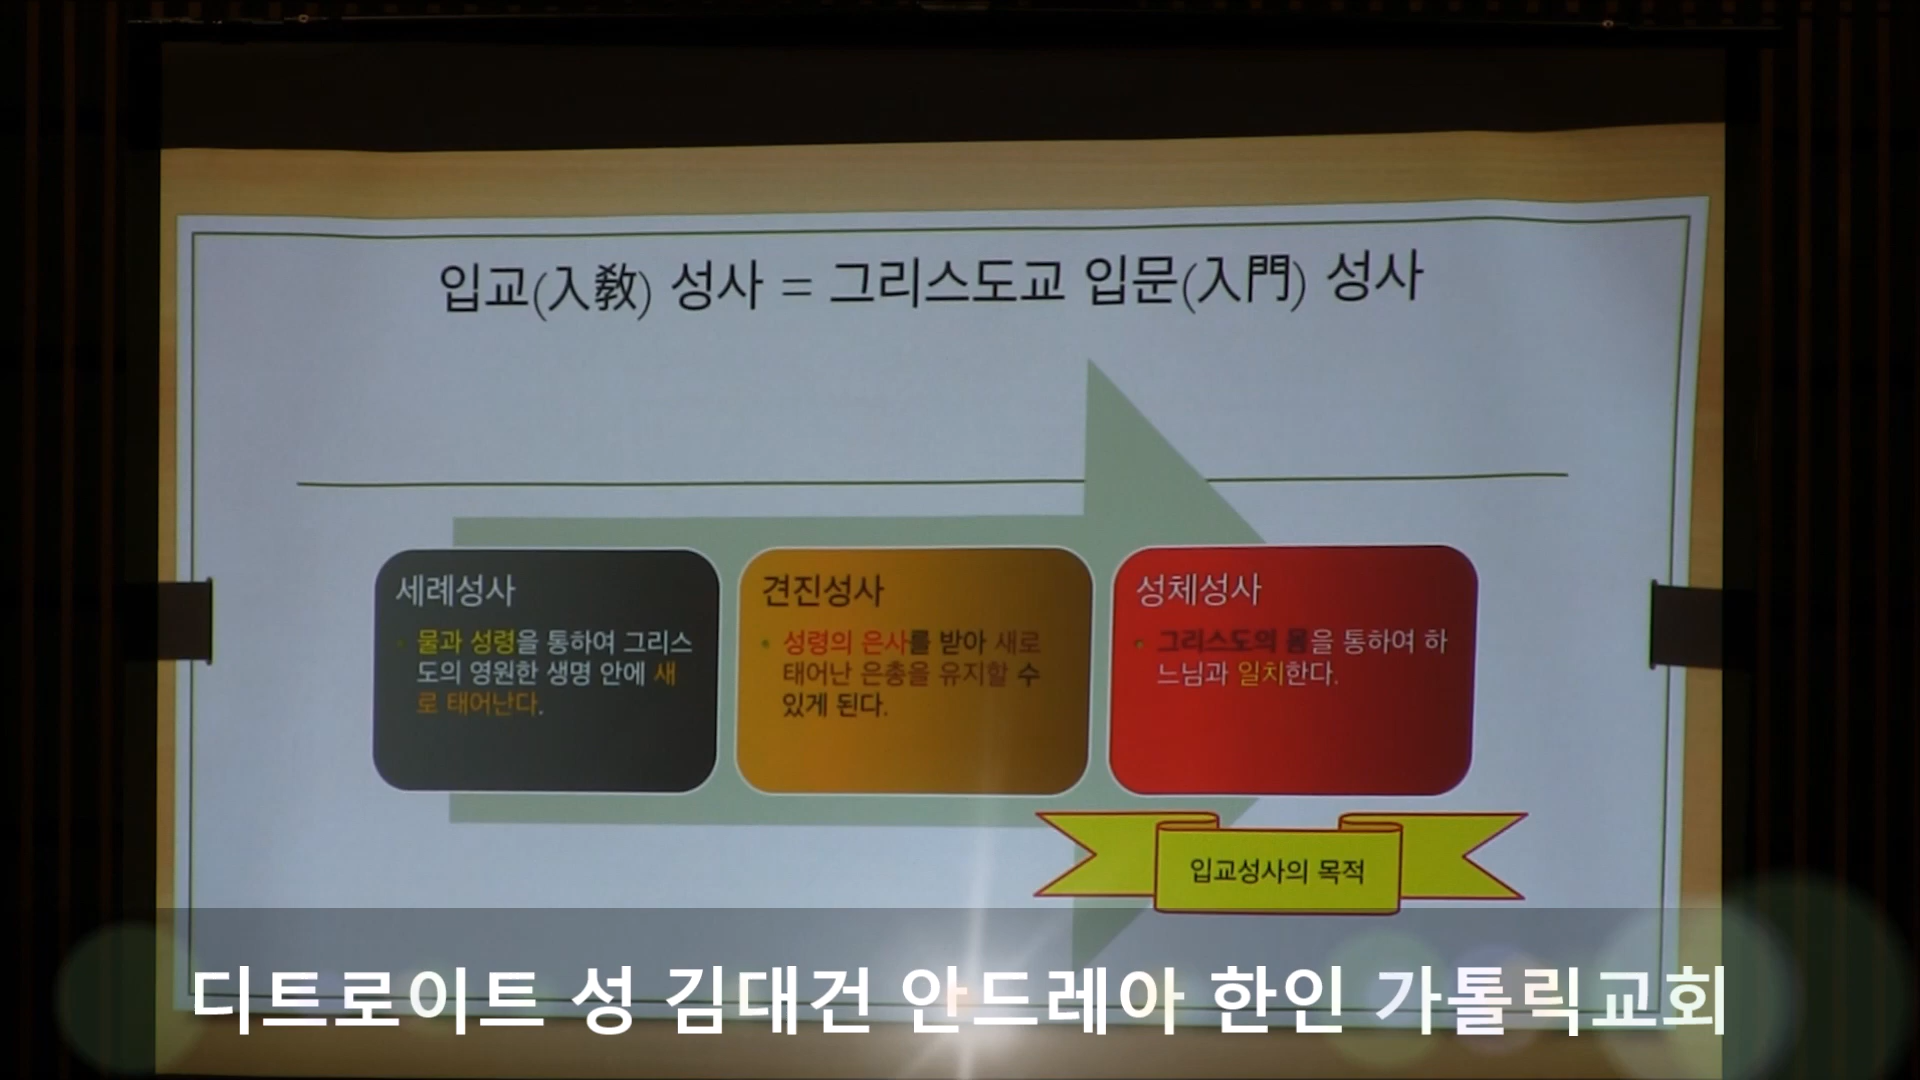 입교(入敎) 성사 = 그리스도교 입문(入門) 성사
세례성사
• 물과 성령을 통하여 그리스
도의 영원한 생명 안에 새
로 태어난다.
견진성사
• 성령의 은사를 받아 새로
태어난 은총을 유지할 수
있게 된다.
성체성사
• 그리스도의 몸을 통하여 하
느님과 일치한다.
입교성사의 목적
디트로이트 성 김대건 안드레아 한인 가톨릭교회